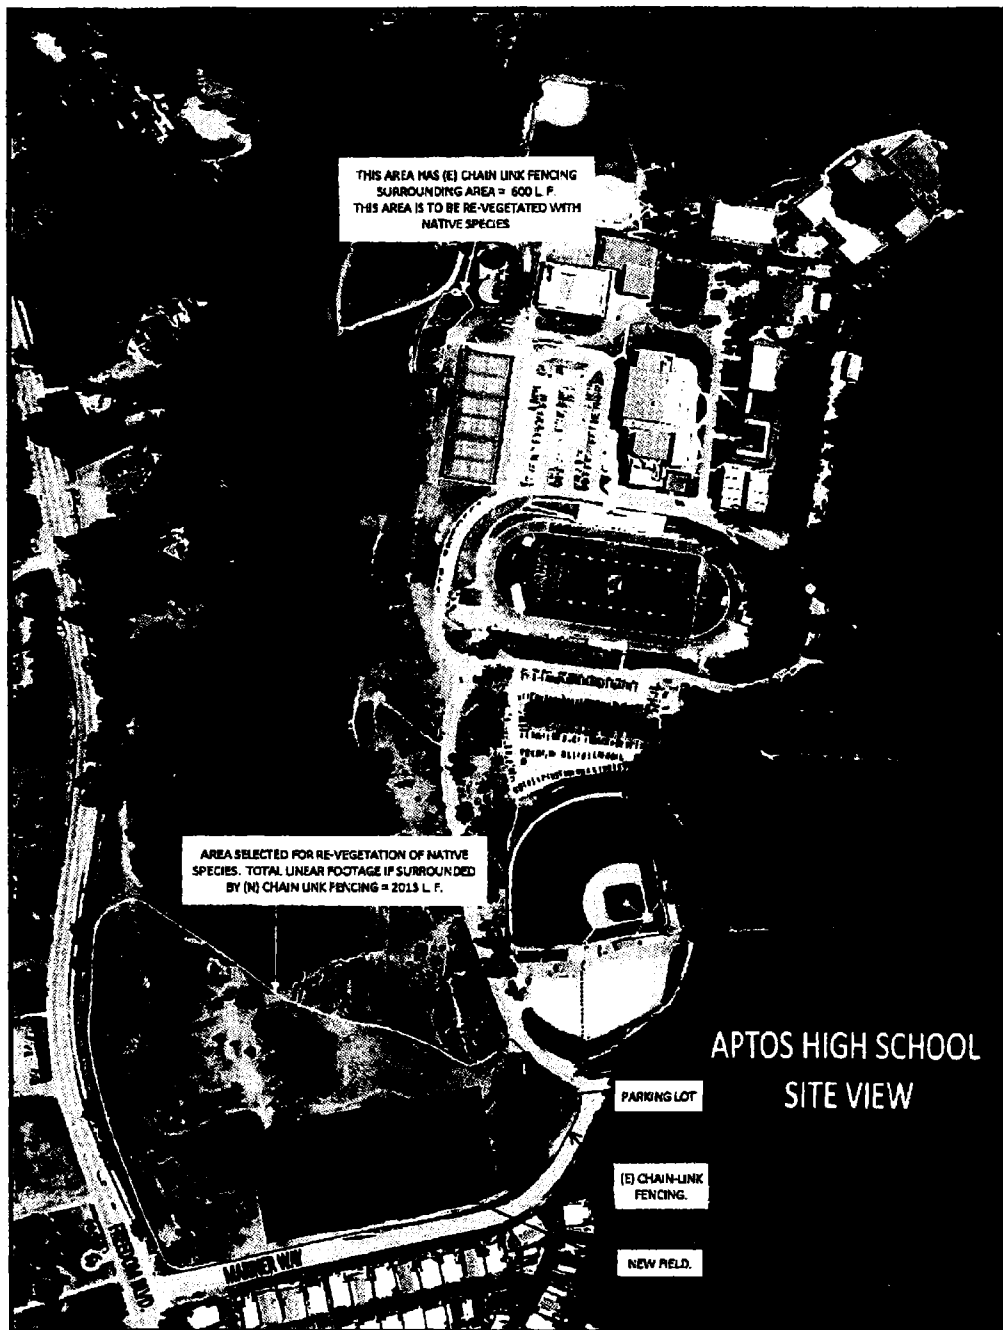 THIS AREA HAS (E) CHAIN LINK FENCING
SURROUNDING AREA = 600 L. F.
THIS AREA IS TO BE RE-VEGETATED WITH
NATIVE SPECIES
AREA SELECTED FOR RE-VEGETATION OF NATIVE
SPECIES. TOTAL LINEAR FOOTAGE IF SURROUNDED
BY (N) CHAIN LINK FENCING = 2013 L. F.
APTOS HIGH SCHOOL
SITE VIEW
PARKING LOT
(E) CHAIN-LINK
FENCING.
NEW FIELD.
MARINER WAY
FREEDOM BLVD.